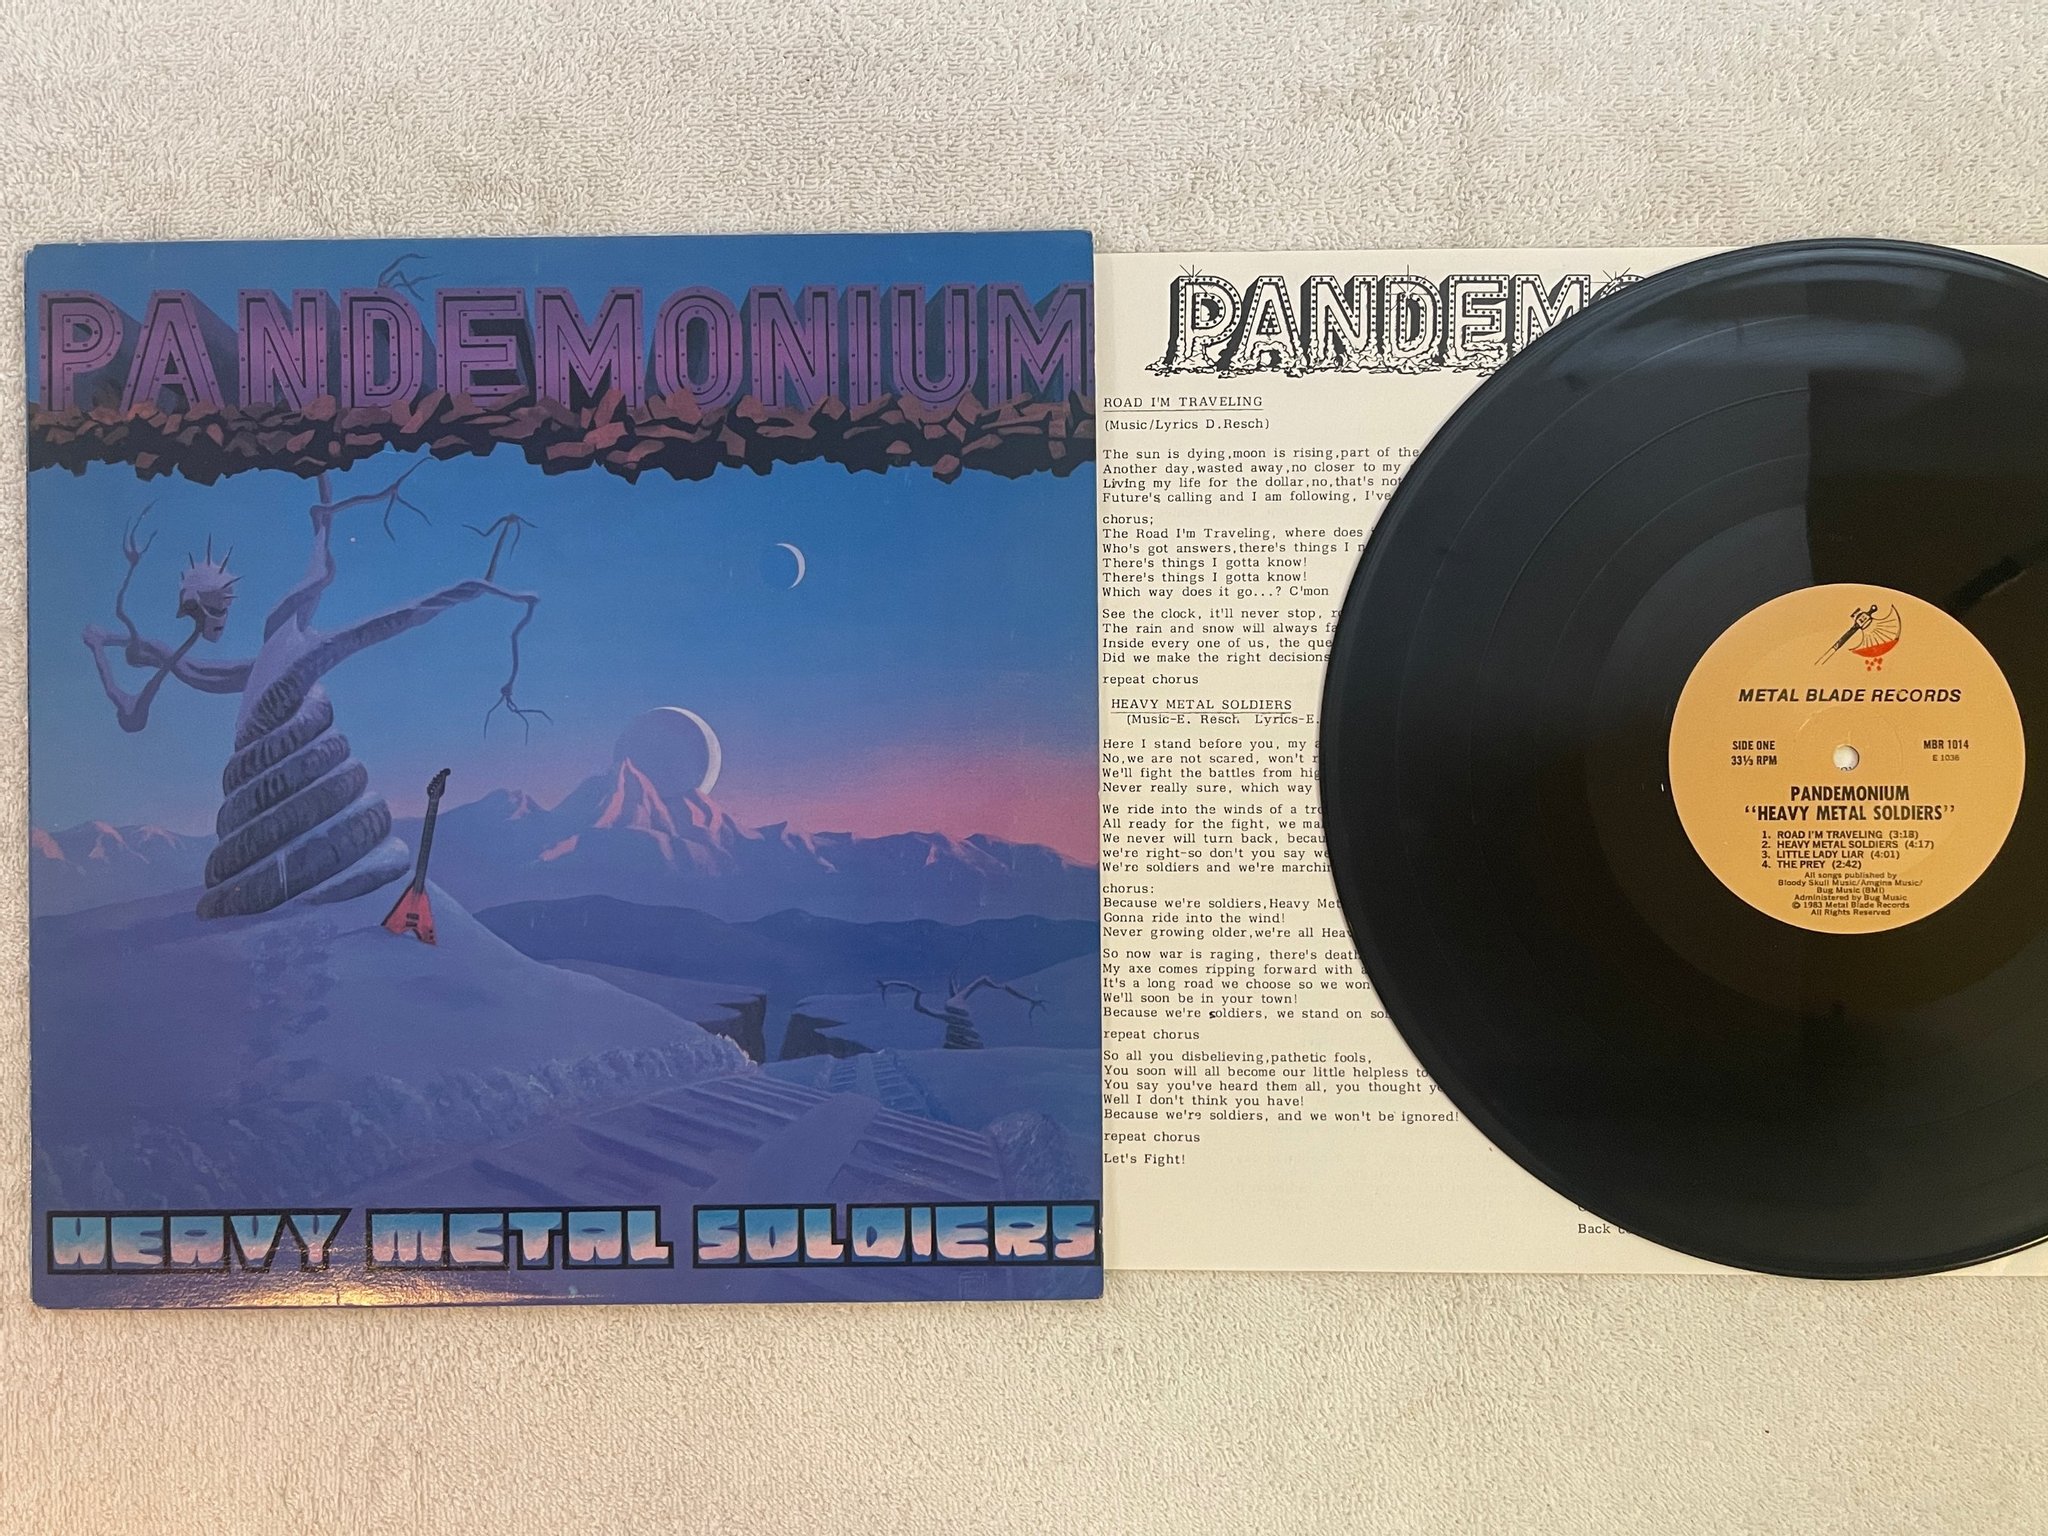 PANDEMONIUM
HEAVY METAL SOLDIERS
PANDEM
ROAD I'M TRAVELING
(Music/Lyrics D.Resch)
The sun is dying,moon is rising,part of the
Another day,wasted away,no closer to my
Living my life for the dollar,no,that's not
Future's calling and I am following, I've
chorus;
The Road I'm Traveling, where does
Who's got answers,there's things I
There's things I gotta know!
There's things I gotta know!
Which way does it go...? C'mon
See the clock, it'll never stop,
The rain and snow will always
Inside every one of us, the
Did we make the right decisions
repeat chorus
HEAVY METAL SOLDIERS
(Music-E. Resch Lyrics-E.
Here I stand before you, my
No,we are not scared, won't
We'll fight the battles from
Never really sure, which way
We ride into the winds of a
All ready for the fight, we
We never will turn back,
we're right-so don't you say
We're soldiers and we're
chorus:
Because we're soldiers,Heavy
Gonna ride into the wind!
Never growing older,we're all
So now war is raging, there's death
My axe comes ripping forward with
It's a long road we choose so we
We'll soon be in your town!
Because we're soldiers, we stand on
repeat chorus
So all you disbelieving,pathetic fools,
You soon will all become our little helpless
You say you've heard them all, you thought
Well I don't think you have!
Because we're soldiers, and we won't be ignored!
repeat chorus
Let's Fight!
Back
METAL BLADE RECORDS
SIDE ONE
33⅓ RPM
MBR 1014
E 1036
PANDEMONIUM
"HEAVY METAL SOLDIERS"
1. ROAD I'M TRAVELING (3:18)
2. HEAVY METAL SOLDIERS (4:17)
3. LITTLE LADY LIAR (4:01)
4. THE PREY (2:42)
All songs published by
Bloody Skull Music/Amgina Music/
Bug Music (BMI)
Administered by Bug Music
© 1983 Metal Blade Records
All Rights Reserved